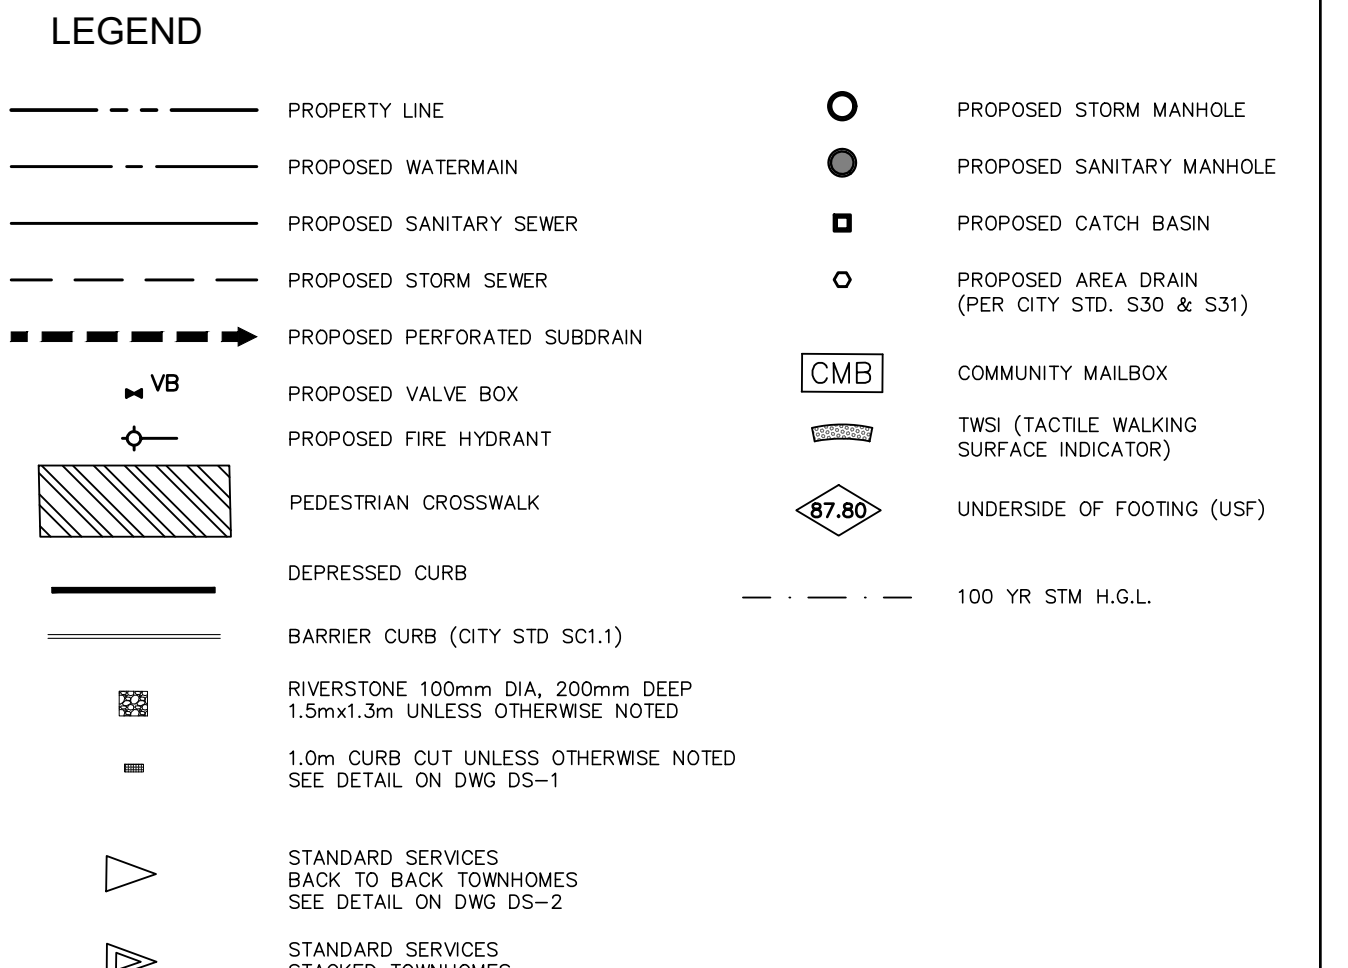 LEGEND
PROPERTY LINE
PROPOSED WATERMAIN
PROPOSED SANITARY SEWER
PROPOSED STORM SEWER
PROPOSED PERFORATED SUBDRAIN
VB
PROPOSED VALVE BOX
PROPOSED FIRE HYDRANT
PEDESTRIAN CROSSWALK
DEPRESSED CURB
BARRIER CURB (CITY STD SC1.1)
RIVERSTONE 100mm DIA, 200mm DEEP
1.5mx1.3m UNLESS OTHERWISE NOTED
1.0m CURB CUT UNLESS OTHERWISE NOTED
SEE DETAIL ON DWG DS-1
STANDARD SERVICES
BACK TO BACK TOWNHOMES
SEE DETAIL ON DWG DS-2
STANDARD SERVICES
STACKED TOWNHOMES
PROPOSED STORM MANHOLE
PROPOSED SANITARY MANHOLE
PROPOSED CATCH BASIN
PROPOSED AREA DRAIN
(PER CITY STD. S30 & S31)
CMB
COMMUNITY MAILBOX
TWSI (TACTILE WALKING
SURFACE INDICATOR)
87.80
UNDERSIDE OF FOOTING (USF)
100 YR STM H.G.L.